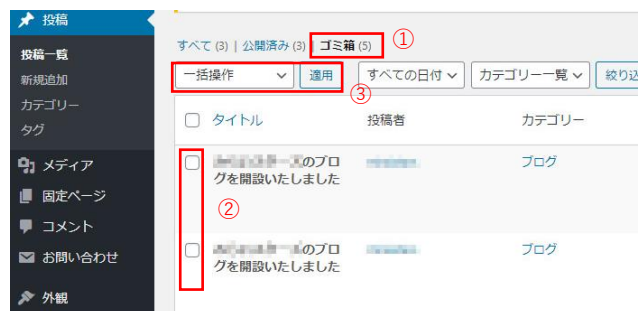 投稿
投稿一覧
新規追加
カテゴリー
タグ
メディア
固定ページ
コメント
お問い合わせ
外観
すべて (3) | 公開済み (3) | ゴミ箱 (5) ①
一括操作 適用 すべての日付 カテゴリー一覧 絞り込
③
タイトル 投稿者 カテゴリー
のブロ ブログ
グを開設いたしました
②
のブロ ブログ
グを開設いたしました